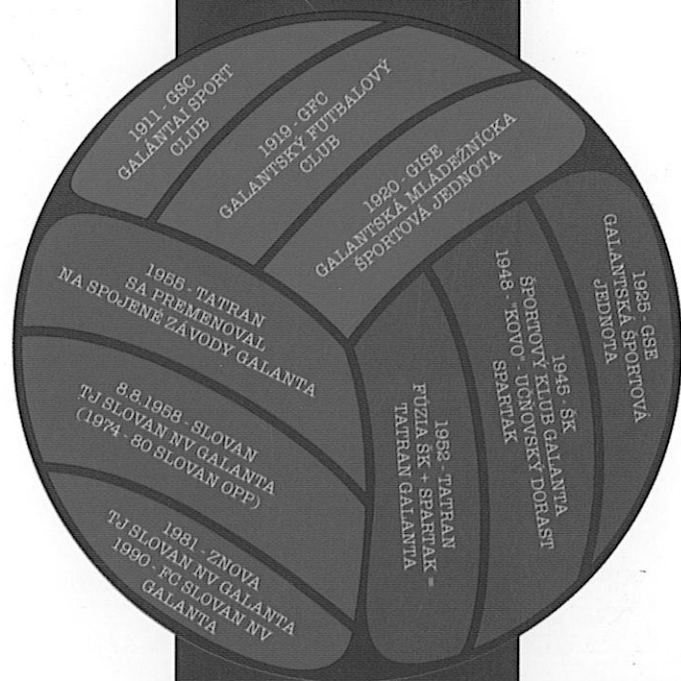 1911 - GSC
GALANTAI SPORT
CLUB
1919 - GFC
GALANTSKÝ FUTBALOVÝ
CLUB
1920 - GISE
GALANTSKÁ MLÁDEŽNÍCKA
ŠPORTOVÁ JEDNOTA
1925 - GSE
GALANTSKÁ ŠPORTOVÁ
JEDNOTA
1945 - ŠK
ŠPORTOVÝ KLUB GALANTA
1948 - "KOVO" - UČNOVSKÝ DORAST
SPARTAK
1952 - TATRAN
FÚZIA ŠK + SPARTAK =
TATRAN GALANTA
1955 - TATRAN
SA PREMENOVAL
NA SPOJENÉ ZÁVODY GALANTA
8.8.1958 - SLOVAN
TJ SLOVAN NV GALANTA
(1974 - 80 SLOVAN OPP)
1981 - ZNOVA
TJ SLOVAN NV GALANTA
1990 - FC SLOVAN NV
GALANTA